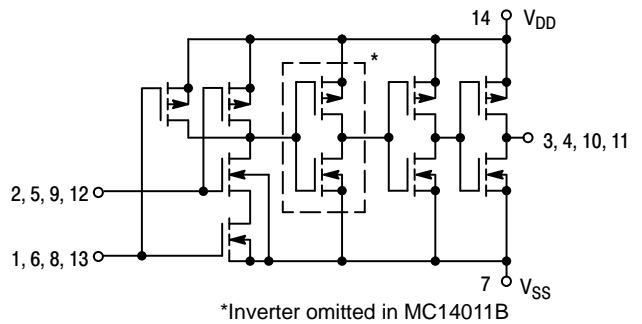 14
V_DD
*
3, 4, 10, 11
2, 5, 9, 12
1, 6, 8, 13
7
V_SS
*Inverter omitted in MC14011B